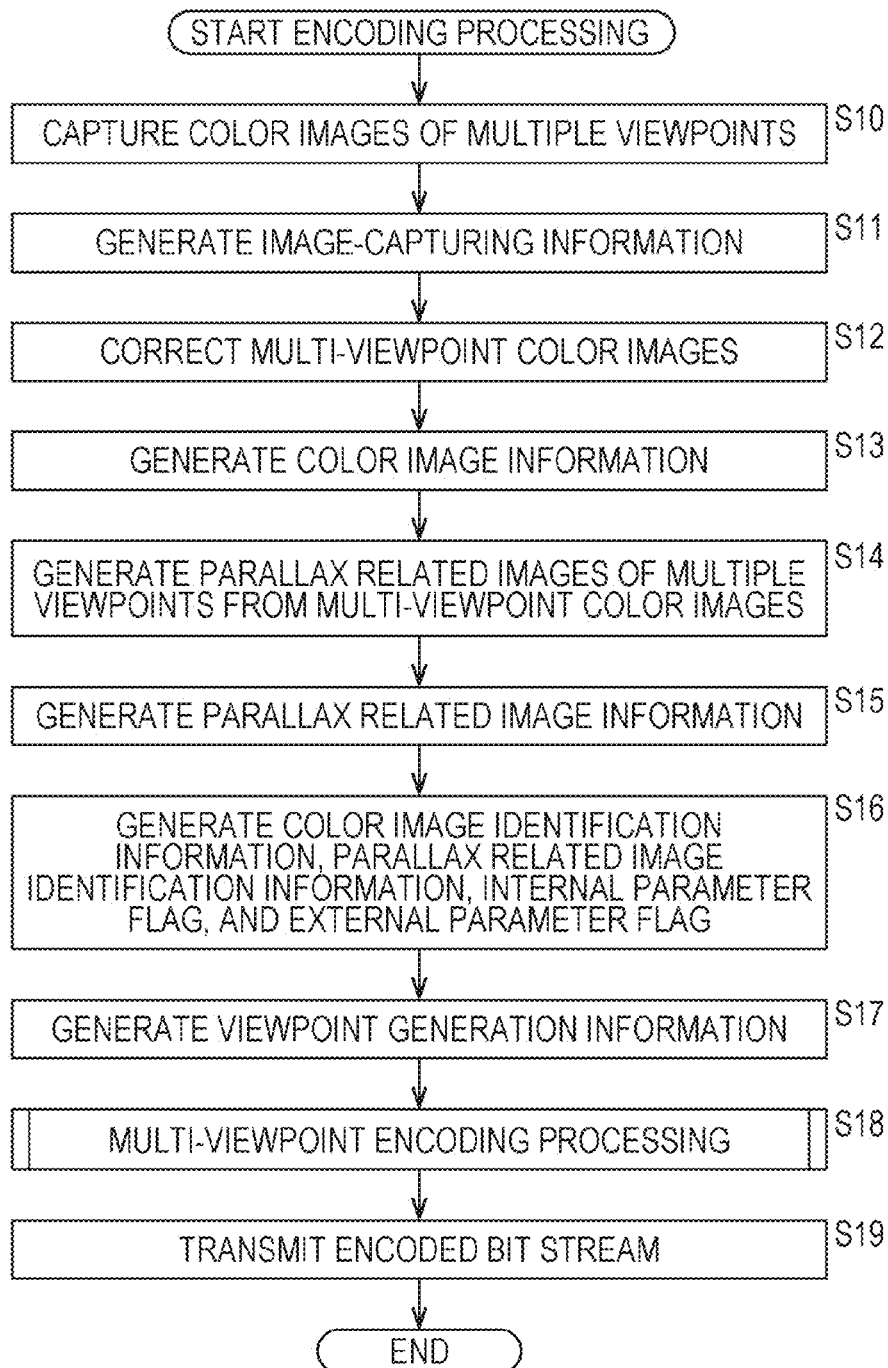 START ENCODING PROCESSING
CAPTURE COLOR IMAGES OF MULTIPLE VIEWPOINTS
S10
GENERATE IMAGE-CAPTURING INFORMATION
S11
CORRECT MULTI-VIEWPOINT COLOR IMAGES
S12
GENERATE COLOR IMAGE INFORMATION
S13
GENERATE PARALLAX RELATED IMAGES OF MULTIPLE
VIEWPOINTS FROM MULTI-VIEWPOINT COLOR IMAGES
S14
GENERATE PARALLAX RELATED IMAGE INFORMATION
S15
GENERATE COLOR IMAGE IDENTIFICATION
INFORMATION, PARALLAX RELATED IMAGE
IDENTIFICATION INFORMATION, INTERNAL PARAMETER
FLAG, AND EXTERNAL PARAMETER FLAG
S16
GENERATE VIEWPOINT GENERATION INFORMATION
S17
MULTI-VIEWPOINT ENCODING PROCESSING
S18
TRANSMIT ENCODED BIT STREAM
S19
END